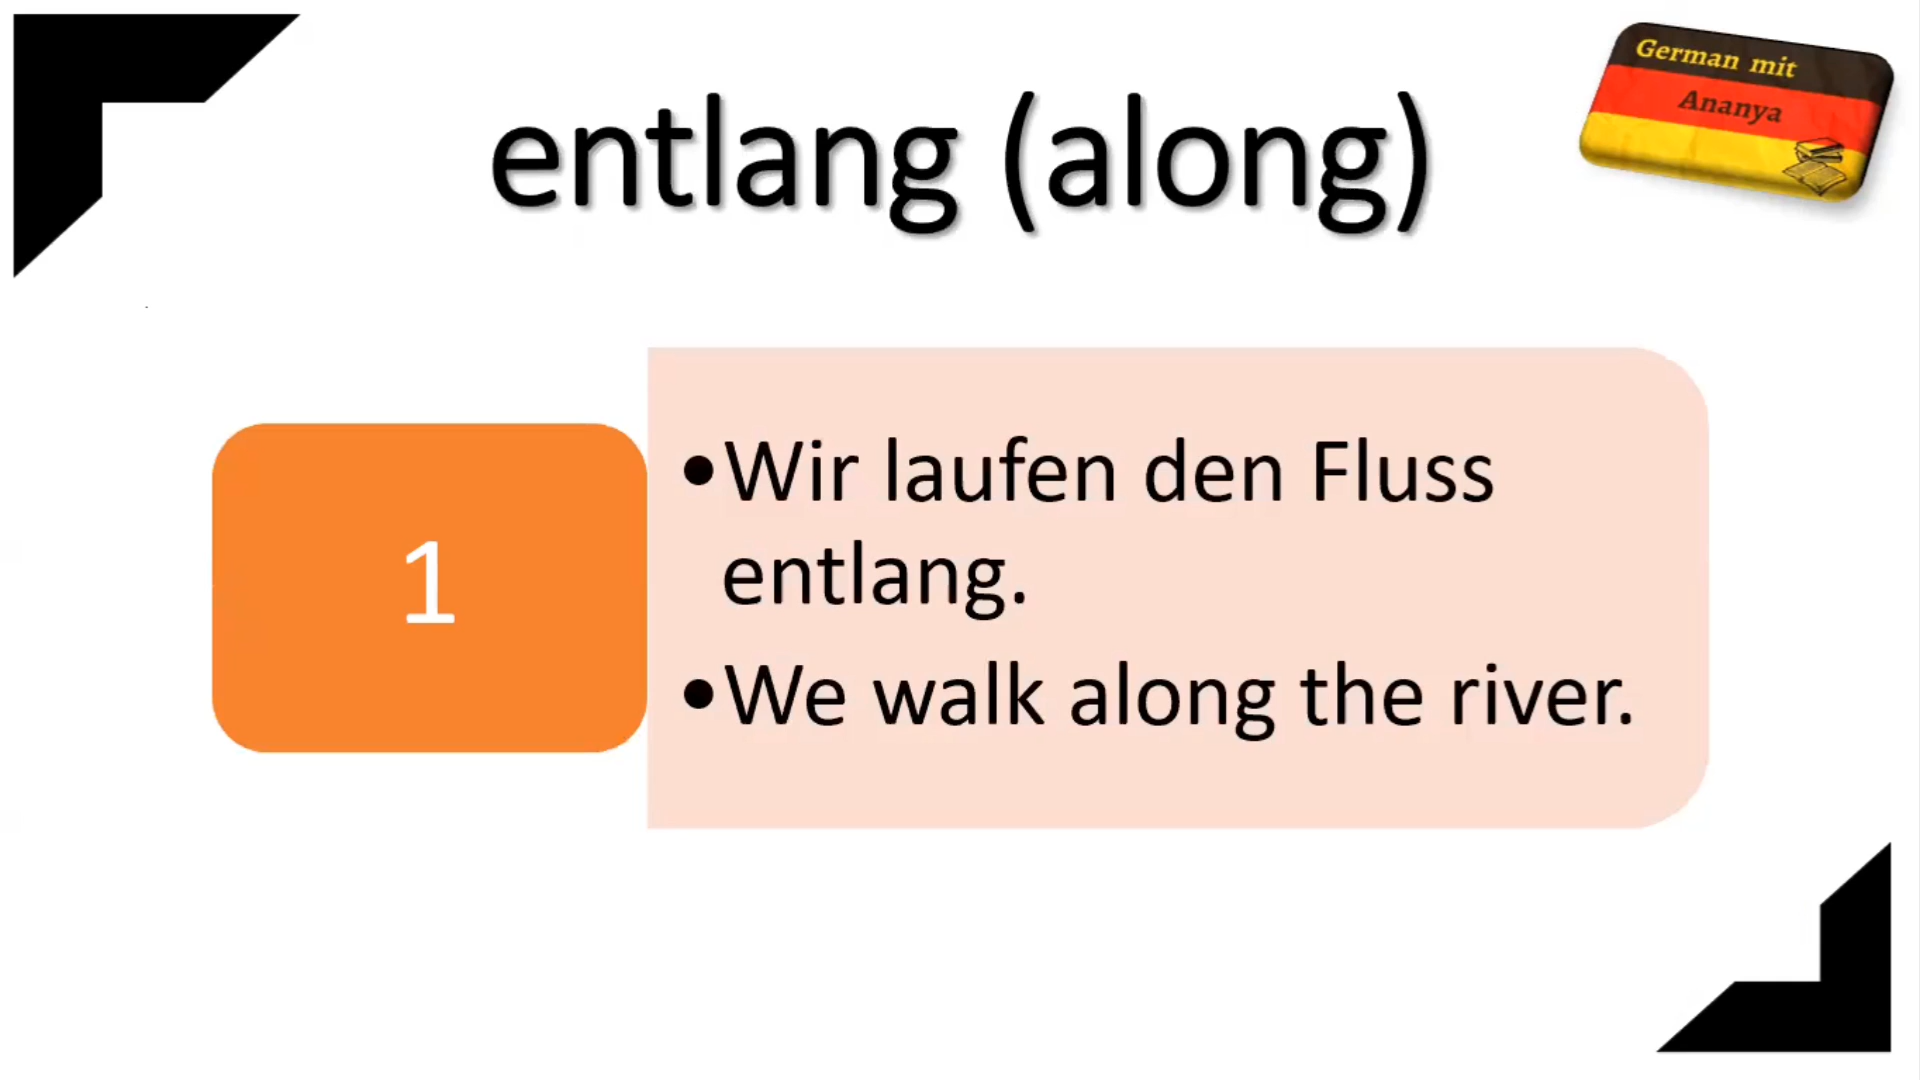 German mit
Ananya
entlang (along)
1
•Wir laufen den Fluss
entlang.
•We walk along the river.